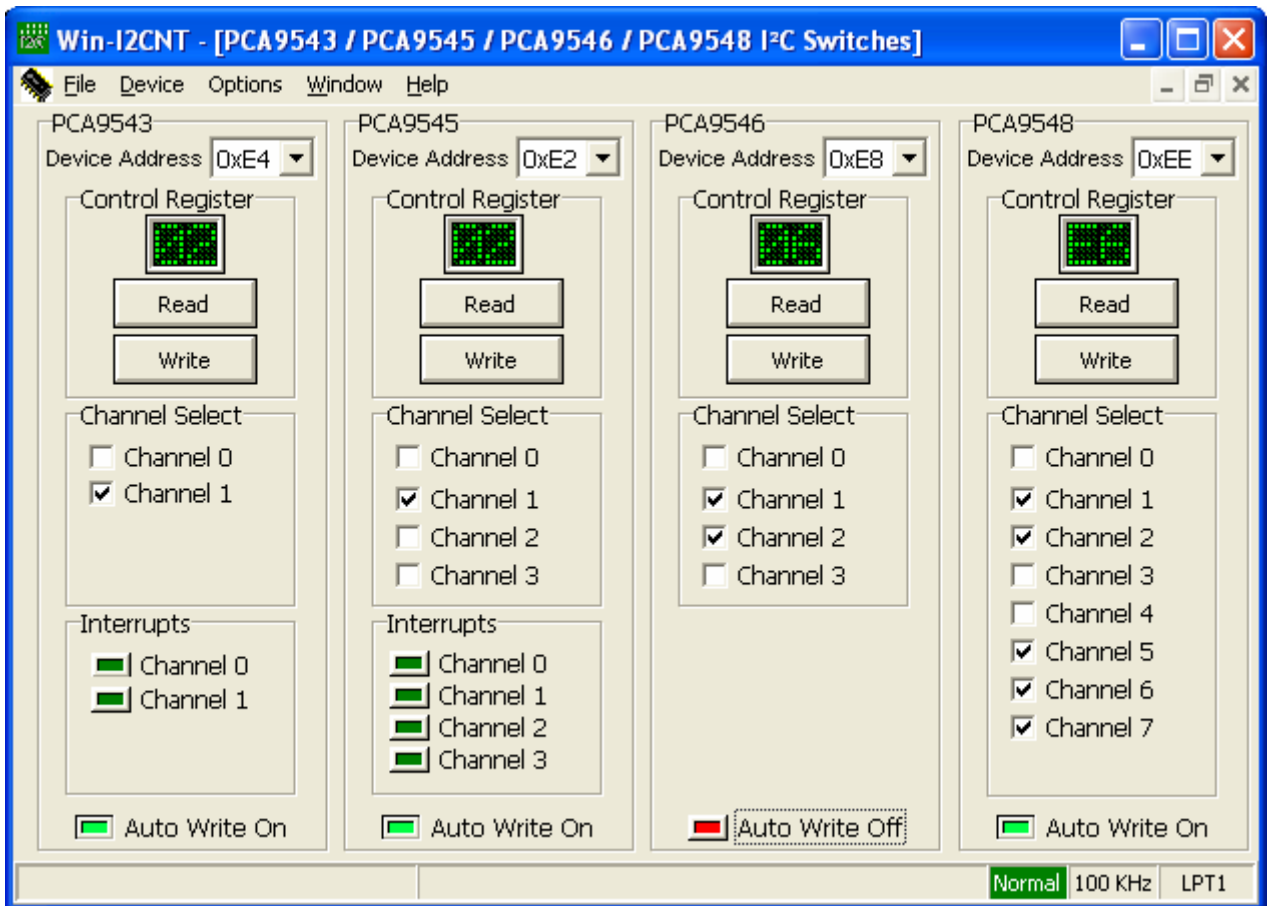 Win-I2CNT - [PCA9543 / PCA9545 / PCA9546 / PCA9548 I²C Switches]
File Device Options Window Help
PCA9543
Device Address 0xE4
Control Register
02
Read
Write
Channel Select
Channel 0
Channel 1
Interrupts
Channel 0
Channel 1
Auto Write On
PCA9545
Device Address 0xE2
Control Register
02
Read
Write
Channel Select
Channel 0
Channel 1
Channel 2
Channel 3
Interrupts
Channel 0
Channel 1
Channel 2
Channel 3
Auto Write On
PCA9546
Device Address 0xE8
Control Register
06
Read
Write
Channel Select
Channel 0
Channel 1
Channel 2
Channel 3
Auto Write Off
PCA9548
Device Address 0xEE
Control Register
Read
Write
Channel Select
Channel 0
Channel 1
Channel 2
Channel 3
Channel 4
Channel 5
Channel 6
Channel 7
Auto Write On
Normal 100 KHz LPT1